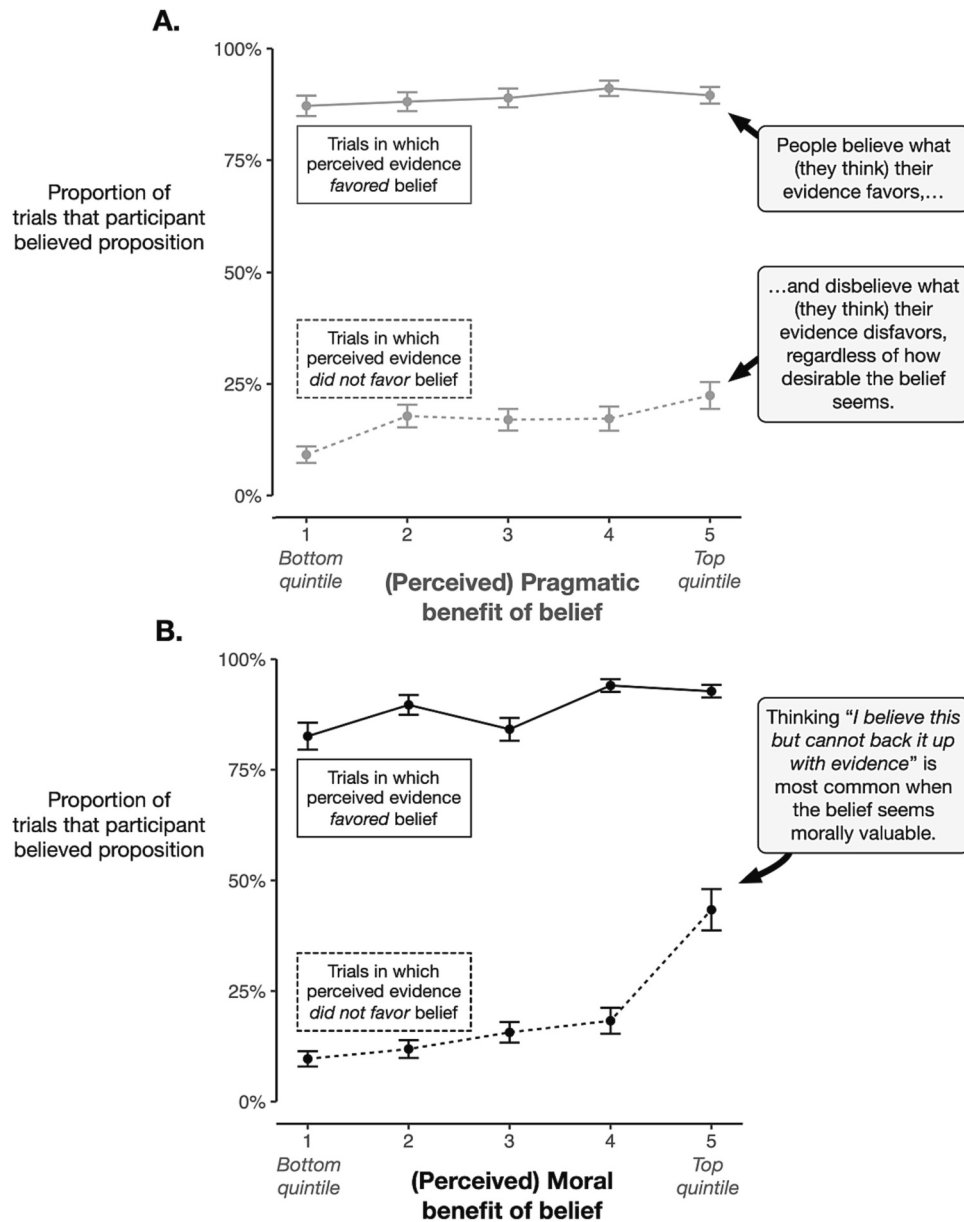 A.
100%
75%
50%
25%
0%
Proportion of
trials that participant
believed proposition
Trials in which
perceived evidence
favored belief
Trials in which
perceived evidence
did not favor belief
People believe what
(they think) their
evidence favors,…
…and disbelieve what
(they think) their
evidence disfavors,
regardless of how
desirable the belief
seems.
1 2 3 4 5
Bottom
quintile
Top
quintile
(Perceived) Pragmatic
benefit of belief
B.
100%
75%
50%
25%
0%
Proportion of
trials that participant
believed proposition
Trials in which
perceived evidence
favored belief
Trials in which
perceived evidence
did not favor belief
Thinking “I believe this
but cannot back it up
with evidence” is
most common when
the belief seems
morally valuable.
1 2 3 4 5
Bottom
quintile
Top
quintile
(Perceived) Moral
benefit of belief